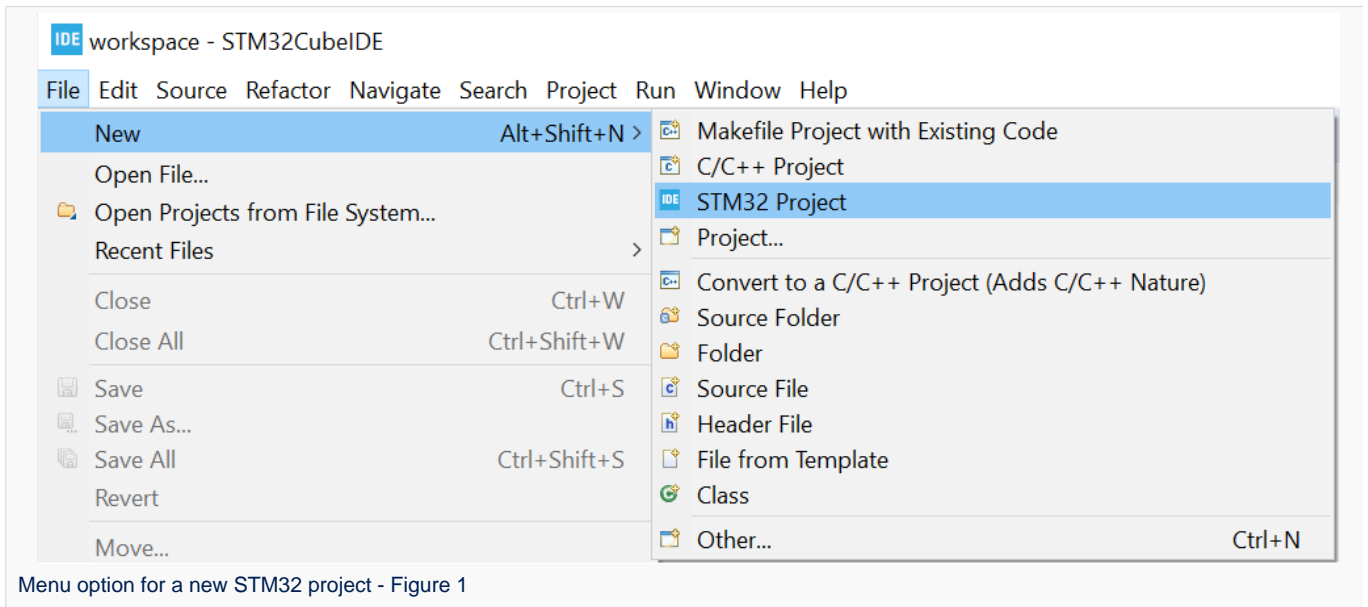 IDE workspace - STM32CubeIDE
File Edit Source Refactor Navigate Search Project Run Window Help
New Alt+Shift+N >
Open File...
Open Projects from File System...
Recent Files >
Close Ctrl+W
Close All Ctrl+Shift+W
Save Ctrl+S
Save As...
Save All Ctrl+Shift+S
Revert
Move...
Makefile Project with Existing Code
C/C++ Project
IDE STM32 Project
Project...
Convert to a C/C++ Project (Adds C/C++ Nature)
Source Folder
Folder
Source File
Header File
File from Template
Class
Other... Ctrl+N
Menu option for a new STM32 project - Figure 1